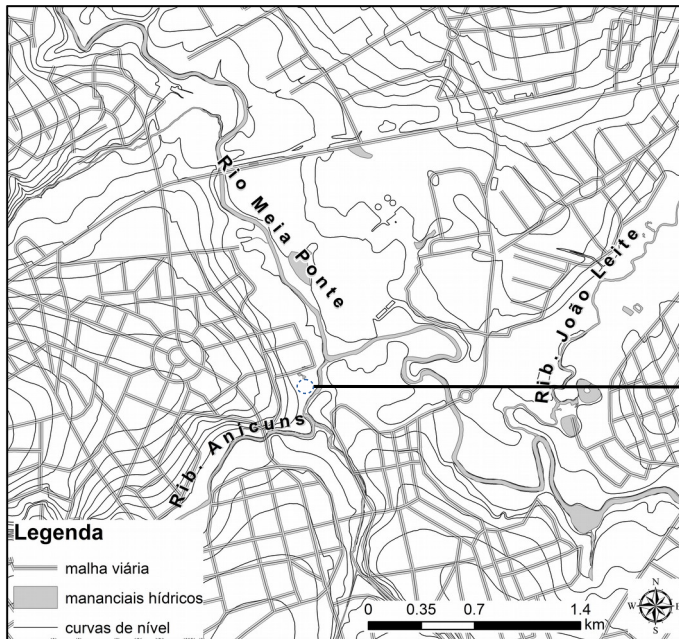 Rio Meia Ponte
Rib. João Leite
Rib. Anicuns
Legenda
malha viária
mananciais hídricos
curvas de nível
0 0.35 0.7 1.4
km
N
W E
S